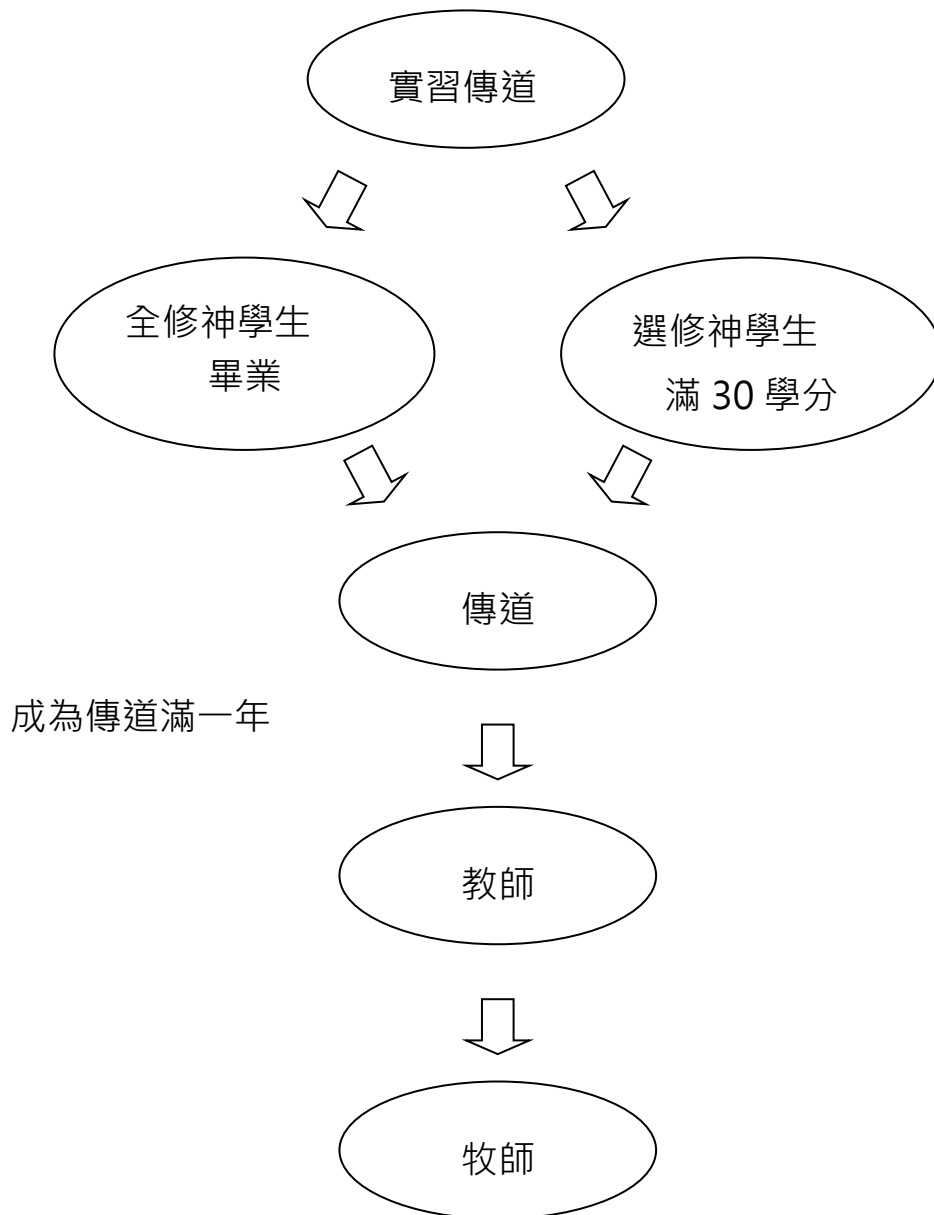 實習傳道
全修神學生
畢業
選修神學生
滿 30 學分
傳道
成為傳道滿一年
教師
牧師